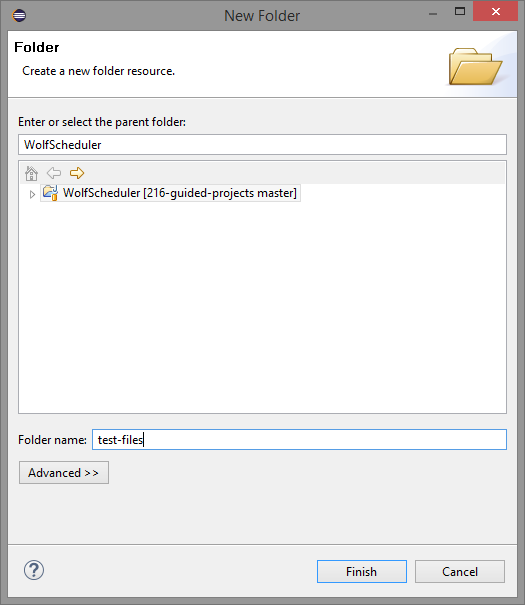 New Folder
Folder
Create a new folder resource.
Enter or select the parent folder:
WolfScheduler
WolfScheduler [216-guided-projects master]
Folder name: test-files
Advanced >>
? Finish Cancel